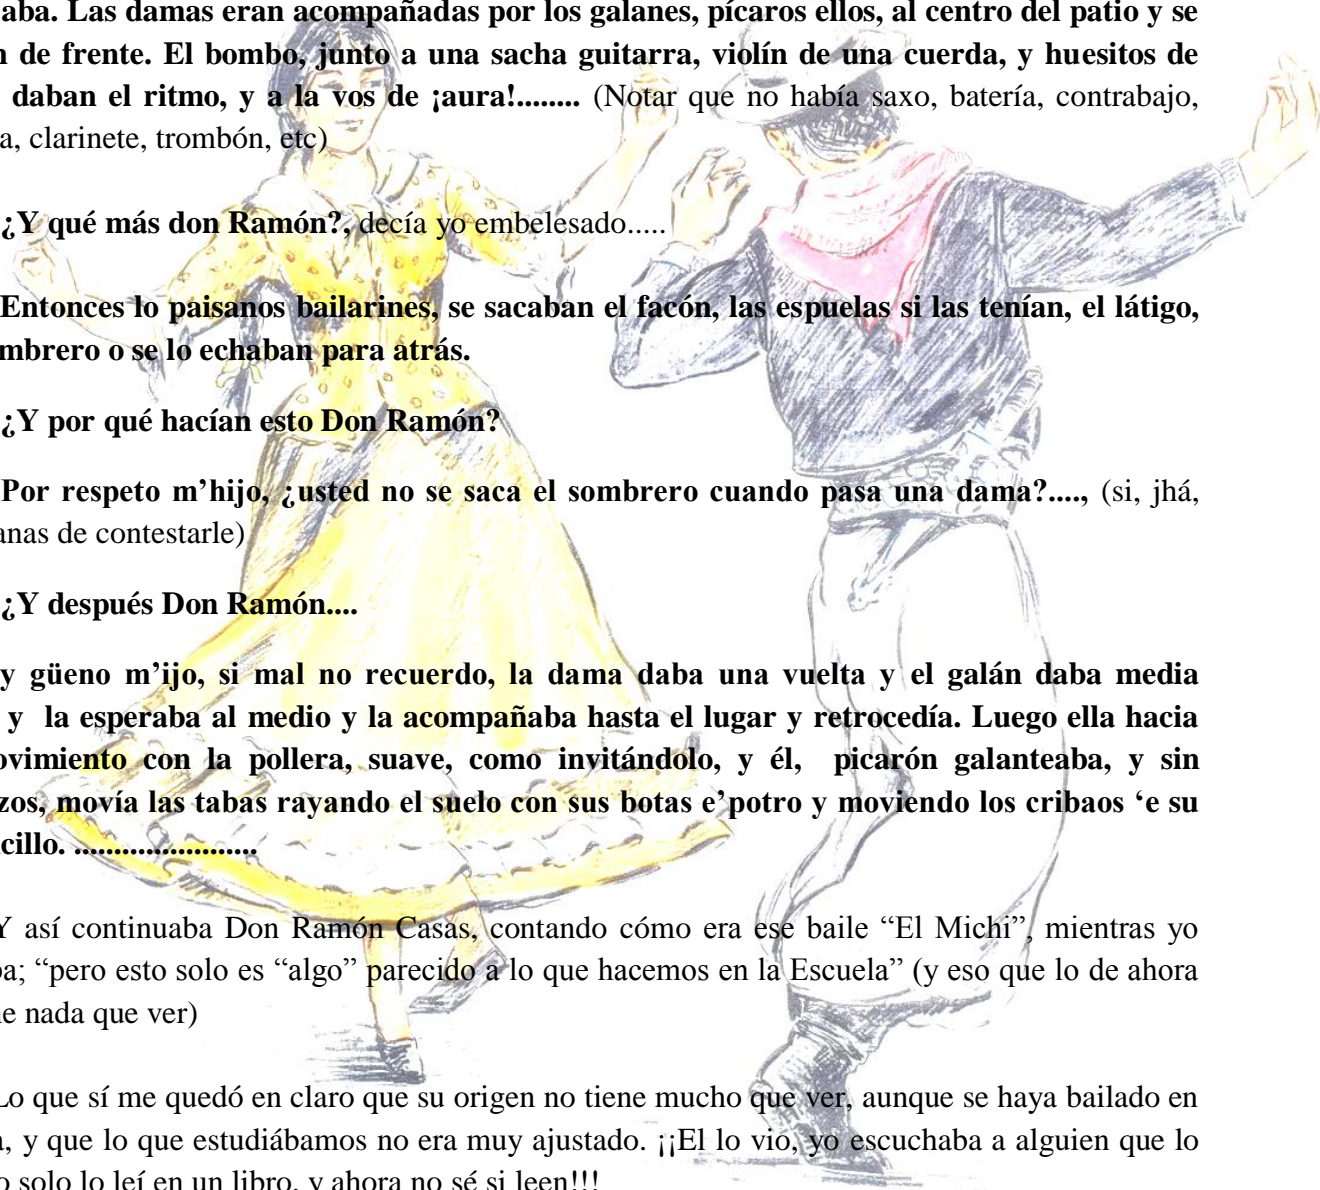 aba. Las damas eran acompañadas por los galanes, pícaros ellos, al centro del patio y se
n de frente. El bombo, junto a una sacha guitarra, violín de una cuerda, y huesitos de
daban el ritmo, y a la vos de ¡aura!........ (Notar que no había saxo, batería, contrabajo,
a, clarinete, trombón, etc)
¿Y qué más don Ramón?, decía yo embelesado.....
Entonces lo paisanos bailarines, se sacaban el facón, las espuelas si las tenían, el látigo,
mbrero o se lo echaban para atrás.
¿Y por qué hacían esto Don Ramón?
Por respeto m’hijo, ¿usted no se saca el sombrero cuando pasa una dama?...., (si, jhá,
anas de contestarle)
¿Y después Don Ramón....
y güeno m’ijo, si mal no recuerdo, la dama daba una vuelta y el galán daba media
y la esperaba al medio y la acompañaba hasta el lugar y retrocedía. Luego ella hacia
ovimiento con la pollera, suave, como invitándolo, y él, picarón galanteaba, y sin
zos, movía las tabas rayando el suelo con sus botas e’potro y moviendo los cribaos ‘e su
cillo. .......................
Y así continuaba Don Ramón Casas, contando cómo era ese baile “El Michi”, mientras yo
ba; “pero esto solo es “algo” parecido a lo que hacemos en la Escuela” (y eso que lo de ahora
ne nada que ver)
Lo que sí me quedó en claro que su origen no tiene mucho que ver, aunque se haya bailado en
a, y que lo que estudiábamos no era muy ajustado. ¡¡El lo vio, yo escuchaba a alguien que lo
o solo lo leí en un libro, y ahora no sé si leen!!!